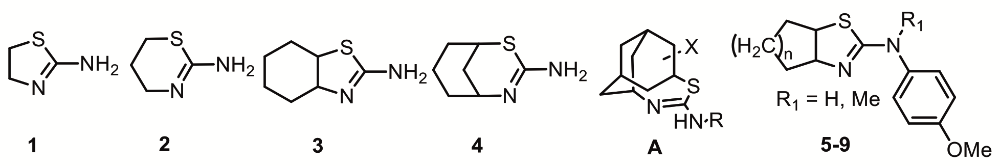 S N NH2
S N NH2
S N NH2
S N NH2
X S N HN R
(H2C)n S N N R1 OMe
R1 = H, Me
1 2 3 4 A 5-9